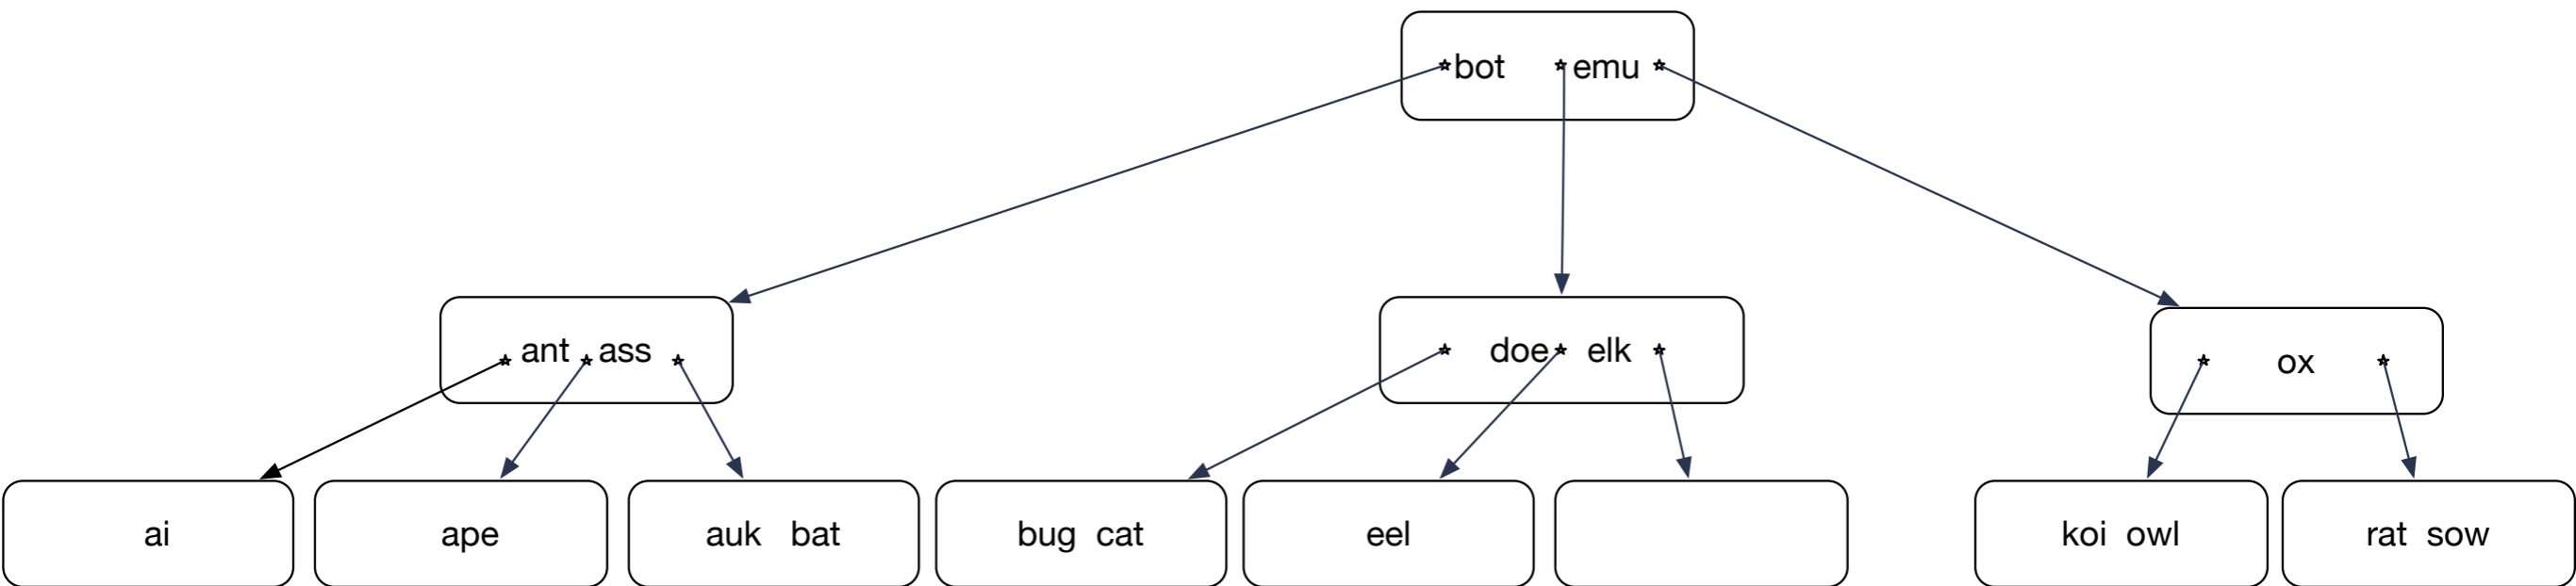 bot emu
ant ass
doe elk
ox
ai
ape
auk bat
bug cat
eel
koi owl
rat sow